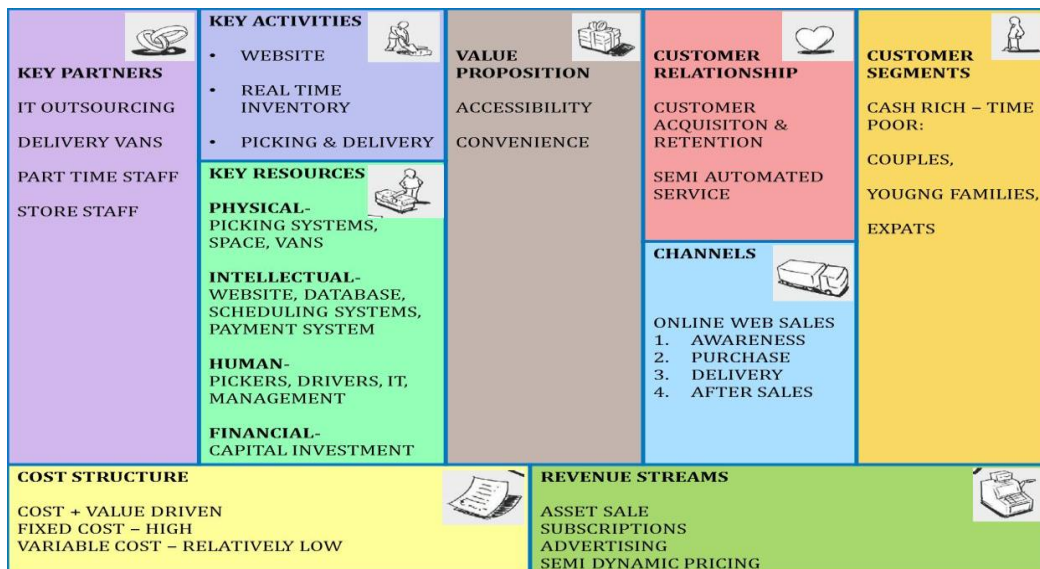 KEY PARTNERS
IT OUTSOURCING
DELIVERY VANS
PART TIME STAFF
STORE STAFF
KEY ACTIVITIES
• WEBSITE
• REAL TIME
INVENTORY
• PICKING & DELIVERY
KEY RESOURCES
PHYSICAL-
PICKING SYSTEMS,
SPACE, VANS
INTELLECTUAL-
WEBSITE, DATABASE,
SCHEDULING SYSTEMS,
PAYMENT SYSTEM
HUMAN-
PICKERS, DRIVERS, IT,
MANAGEMENT
FINANCIAL-
CAPITAL INVESTMENT
VALUE
PROPOSITION
ACCESSIBILITY
CONVENIENCE
CUSTOMER
RELATIONSHIP
CUSTOMER
ACQUISITON &
RETENTION
SEMI AUTOMATED
SERVICE
CHANNELS
ONLINE WEB SALES
1. AWARENESS
2. PURCHASE
3. DELIVERY
4. AFTER SALES
CUSTOMER
SEGMENTS
CASH RICH – TIME
POOR:
COUPLES,
YOUGNG FAMILIES,
EXPATS
COST STRUCTURE
COST + VALUE DRIVEN
FIXED COST – HIGH
VARIABLE COST – RELATIVELY LOW
REVENUE STREAMS
ASSET SALE
SUBSCRIPTIONS
ADVERTISING
SEMI DYNAMIC PRICING